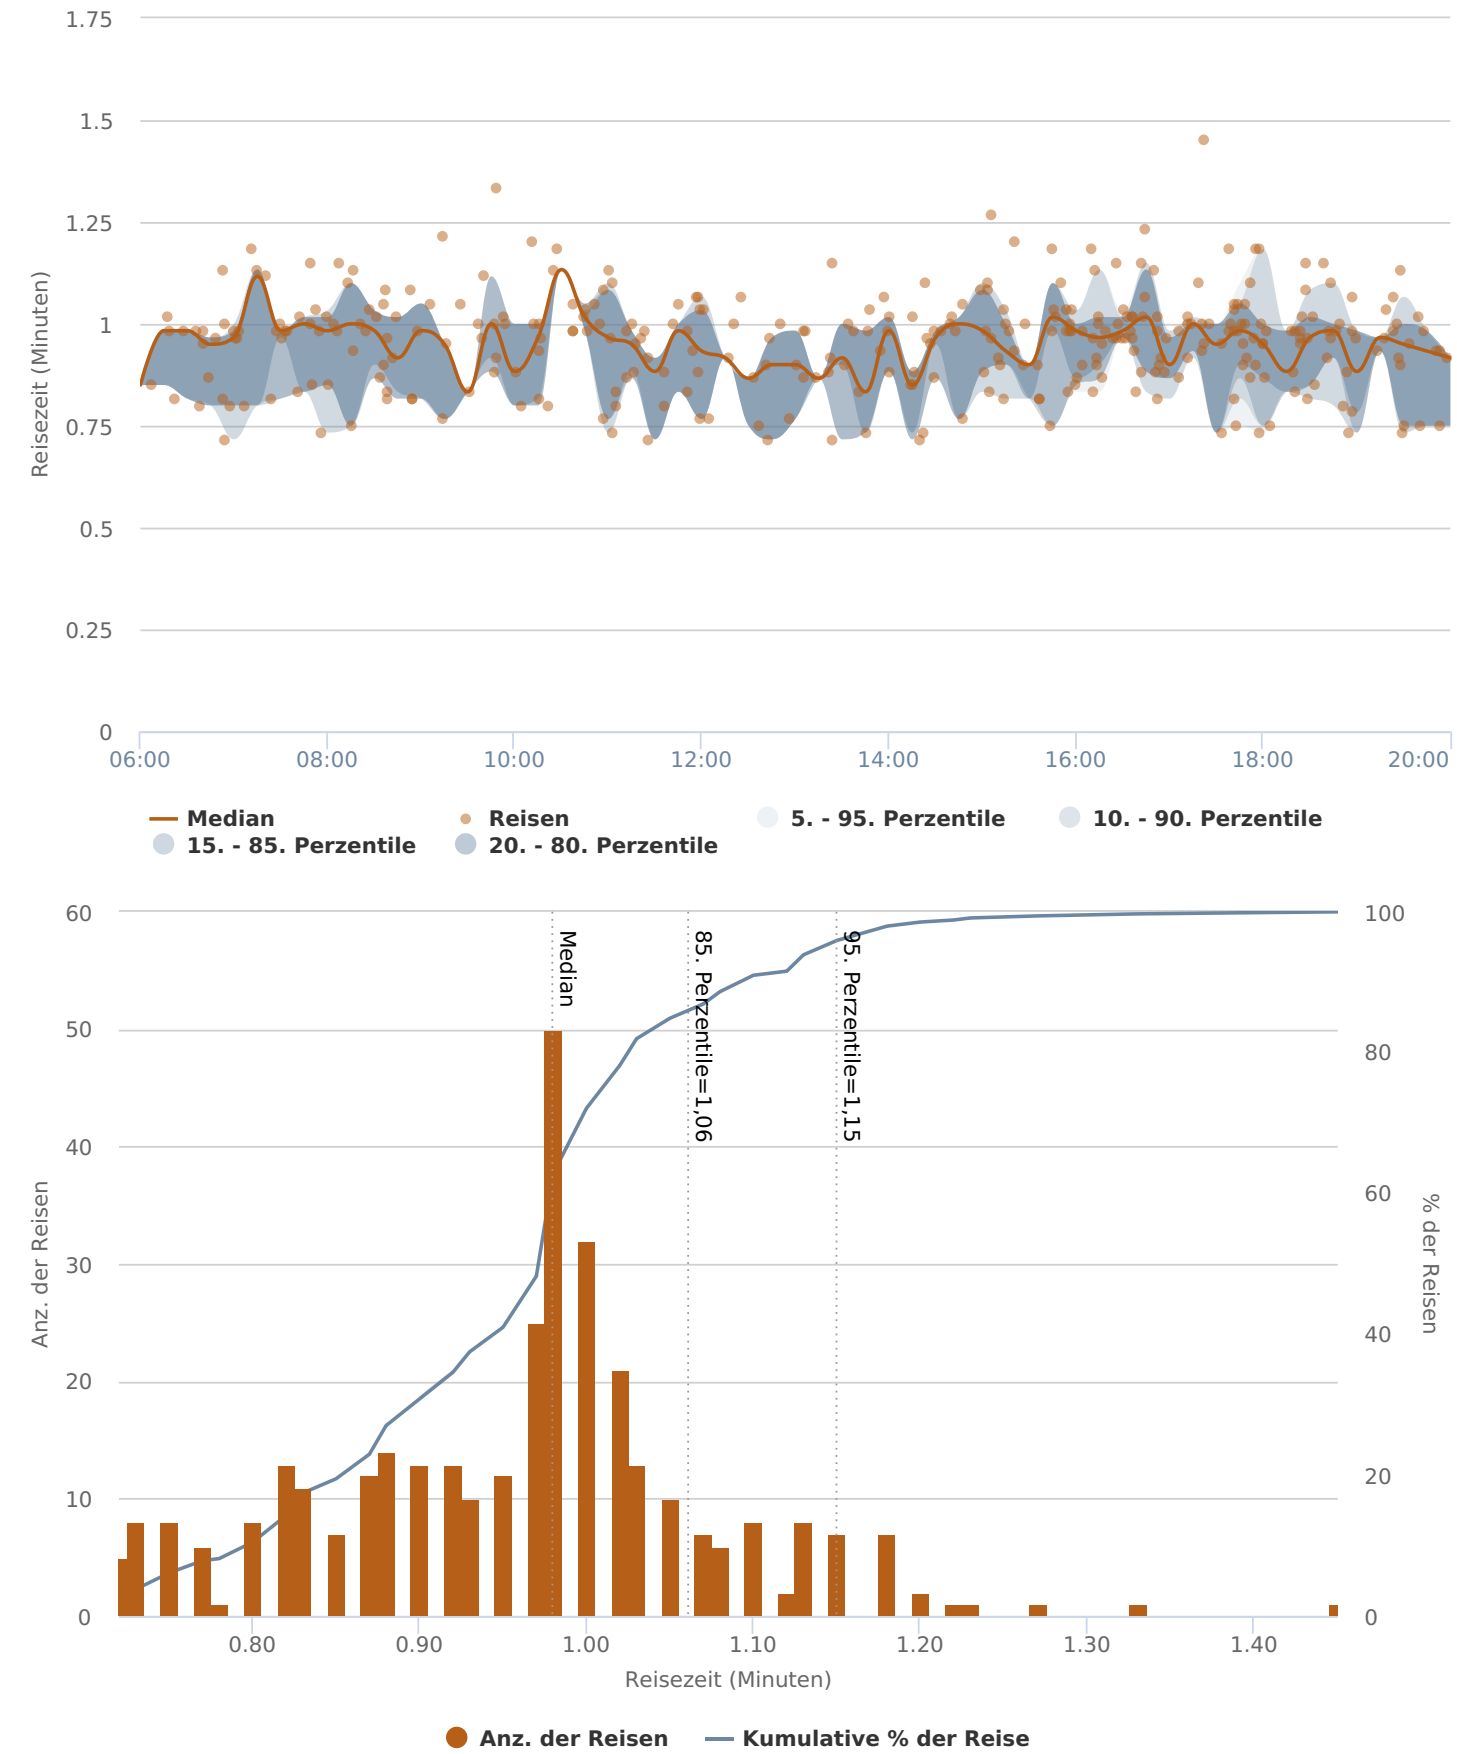 1.75
1.5
1.25
1
0.75
0.5
0.25
0
Reisezeit (Minuten)
06:00 08:00 10:00 12:00 14:00 16:00 18:00 20:00
Median Reisen 5. - 95. Perzentile 10. - 90. Perzentile
15. - 85. Perzentile 20. - 80. Perzentile
60
50
40
30
20
10
0
Anz. der Reisen
Median
85. Perzentile=1,06
95. Perzentile=1,15
100
80
60
40
20
0
% der Reisen
0.80 0.90 1.00 1.10 1.20 1.30 1.40
Reisezeit (Minuten)
Anz. der Reisen Kumulative % der Reise